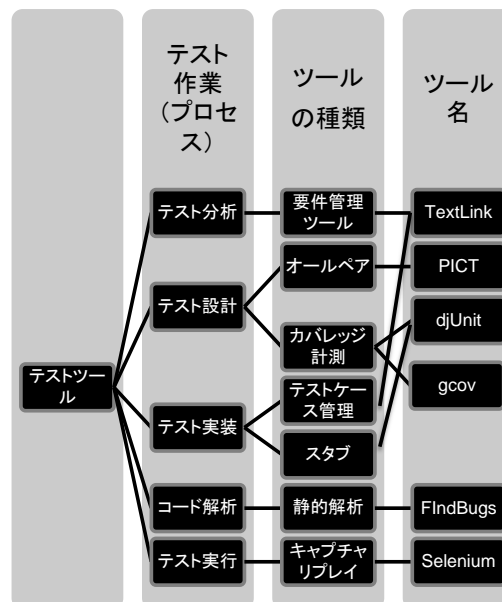 テスト
作業
（プロセ
ス）
ツール
の種類
ツール
名
テストツー
ル
テスト分析
テスト設計
テスト実装
コード解析
テスト実行
要件管理
ツール
オールペア
カバレッジ
計測
テストケー
ス管理
スタブ
静的解析
キャプチャ
リプレイ
TextLink
PICT
djUnit
gcov
FIndBugs
Selenium